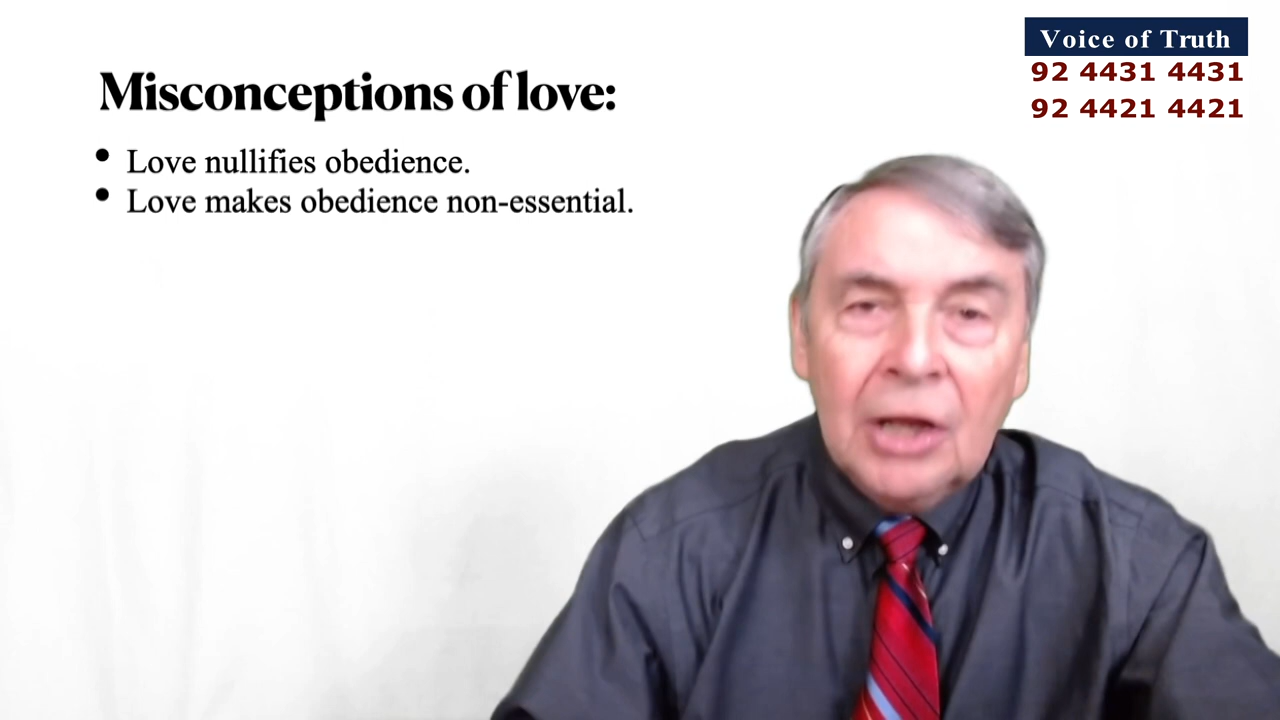 Voice of Truth
92 4431 4431
92 4421 4421
Misconceptions of love:
• Love nullifies obedience.
• Love makes obedience non-essential.